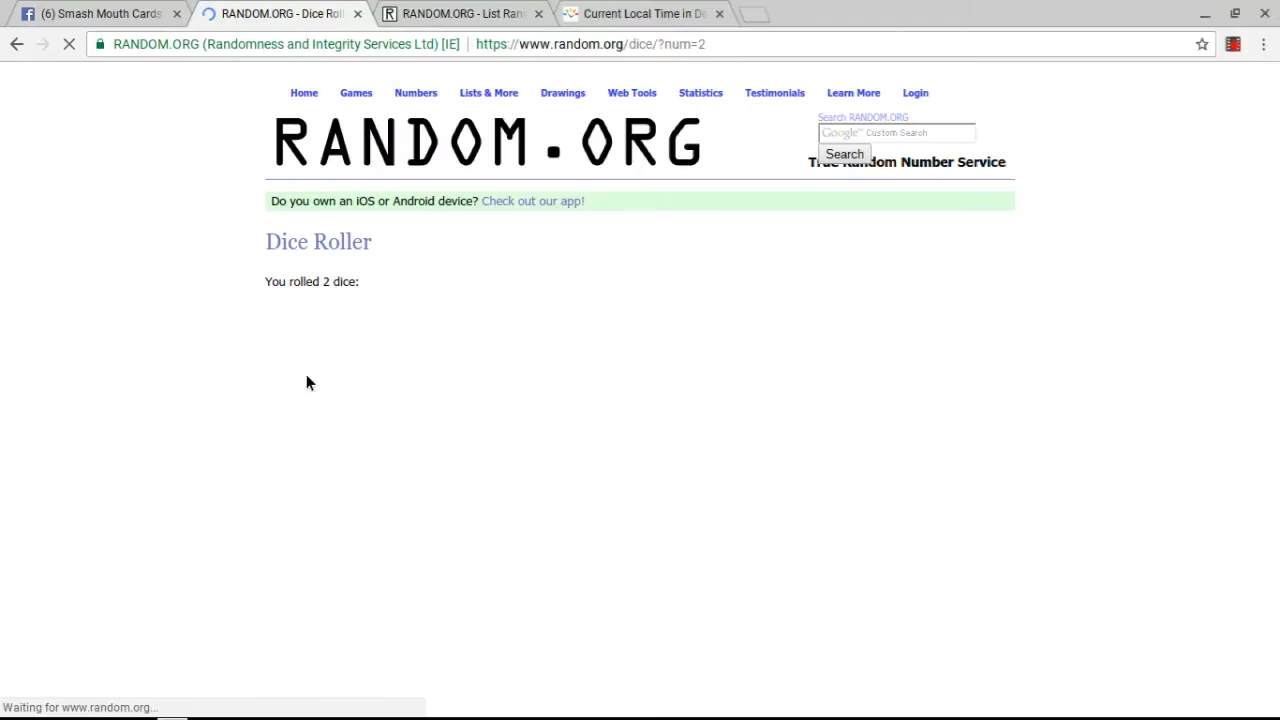 (6) Smash Mouth Cards
RANDOM.ORG - Dice Roll
RANDOM.ORG - List Ran
Current Local Time in De
RANDOM.ORG (Randomness and Integrity Services Ltd) [IE] https://www.random.org/dice/?num=2
Home Games Numbers Lists & More Drawings Web Tools Statistics Testimonials Learn More Login
RANDOM.ORG
Search RANDOM.ORG
Google™ Custom Search
Search
True Random Number Service
Do you own an iOS or Android device? Check out our app!
Dice Roller
You rolled 2 dice:
Waiting for www.random.org...